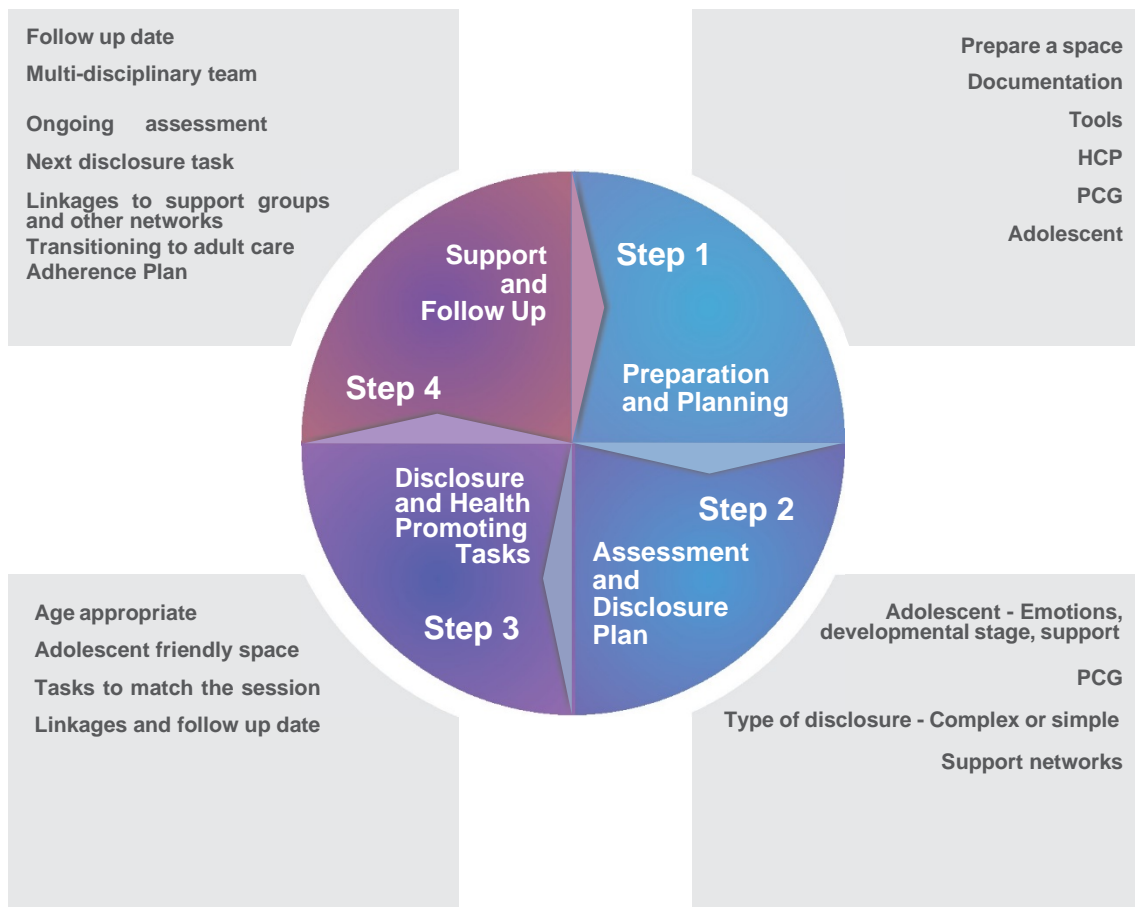 Follow up date
Multi-disciplinary team
Ongoing assessment
Next disclosure task
Linkages to support groups
and other networks
Transitioning to adult care
Adherence Plan
Prepare a space
Documentation
Tools
HCP
PCG
Adolescent
Support
and
Follow Up
Step 4
Step 1
Preparation
and Planning
Disclosure
and Health
Promoting
Tasks
Step 3
Step 2
Assessment
and
Disclosure
Plan
Age appropriate
Adolescent friendly space
Tasks to match the session
Linkages and follow up date
Adolescent - Emotions,
developmental stage, support
PCG
Type of disclosure - Complex or simple
Support networks